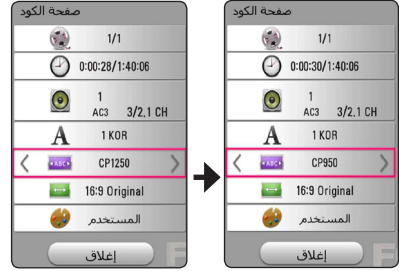 صفحة الكود
1/1
0:00:28/1:40:06
1
AC3 3/2.1 CH
A 1 KOR
ABC CP1250
16:9 Original
المستخدم
إغلاق
صفحة الكود
1/1
0:00:30/1:40:06
1
AC3 3/2.1 CH
A 1 KOR
ABC CP950
16:9 Original
المستخدم
إغلاق